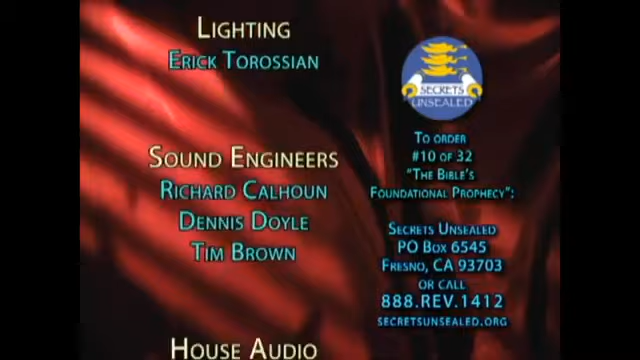 Lighting
Erick Torossian
Sound Engineers
Richard Calhoun
Dennis Doyle
Tim Brown
House Audio
SECRETS
UNSEALED
To order
#10 of 32
"The Bible's
Foundational Prophecy":
Secrets Unsealed
PO Box 6545
Fresno, CA 93703
or call
888.REV.1412
secretsunsealed.org